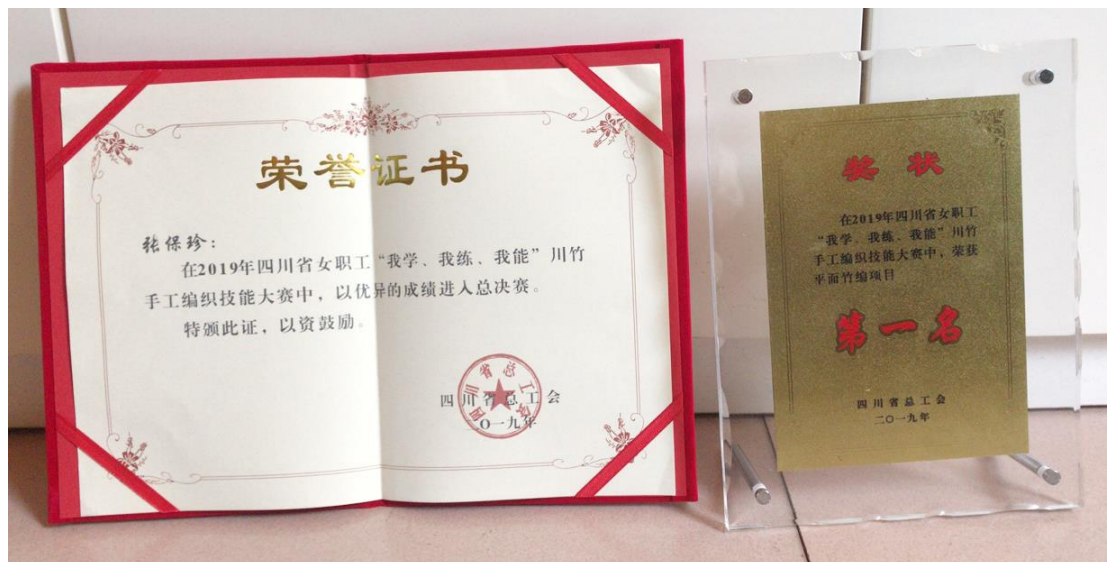 荣誉证书
张保珍：
在2019年四川省女职工“我学、我练、我能”川竹
手工编织技能大赛中，以优异的成绩进入总决赛。
特颁此证，以资鼓励。
四川省总工会
二〇一九年
四川省总工会
奖状
在2019年四川省女职工
“我学、我练、我能”川竹
手工编织技能大赛中，荣获
平面竹编项目
第一名
四川省总工会
二〇一九年